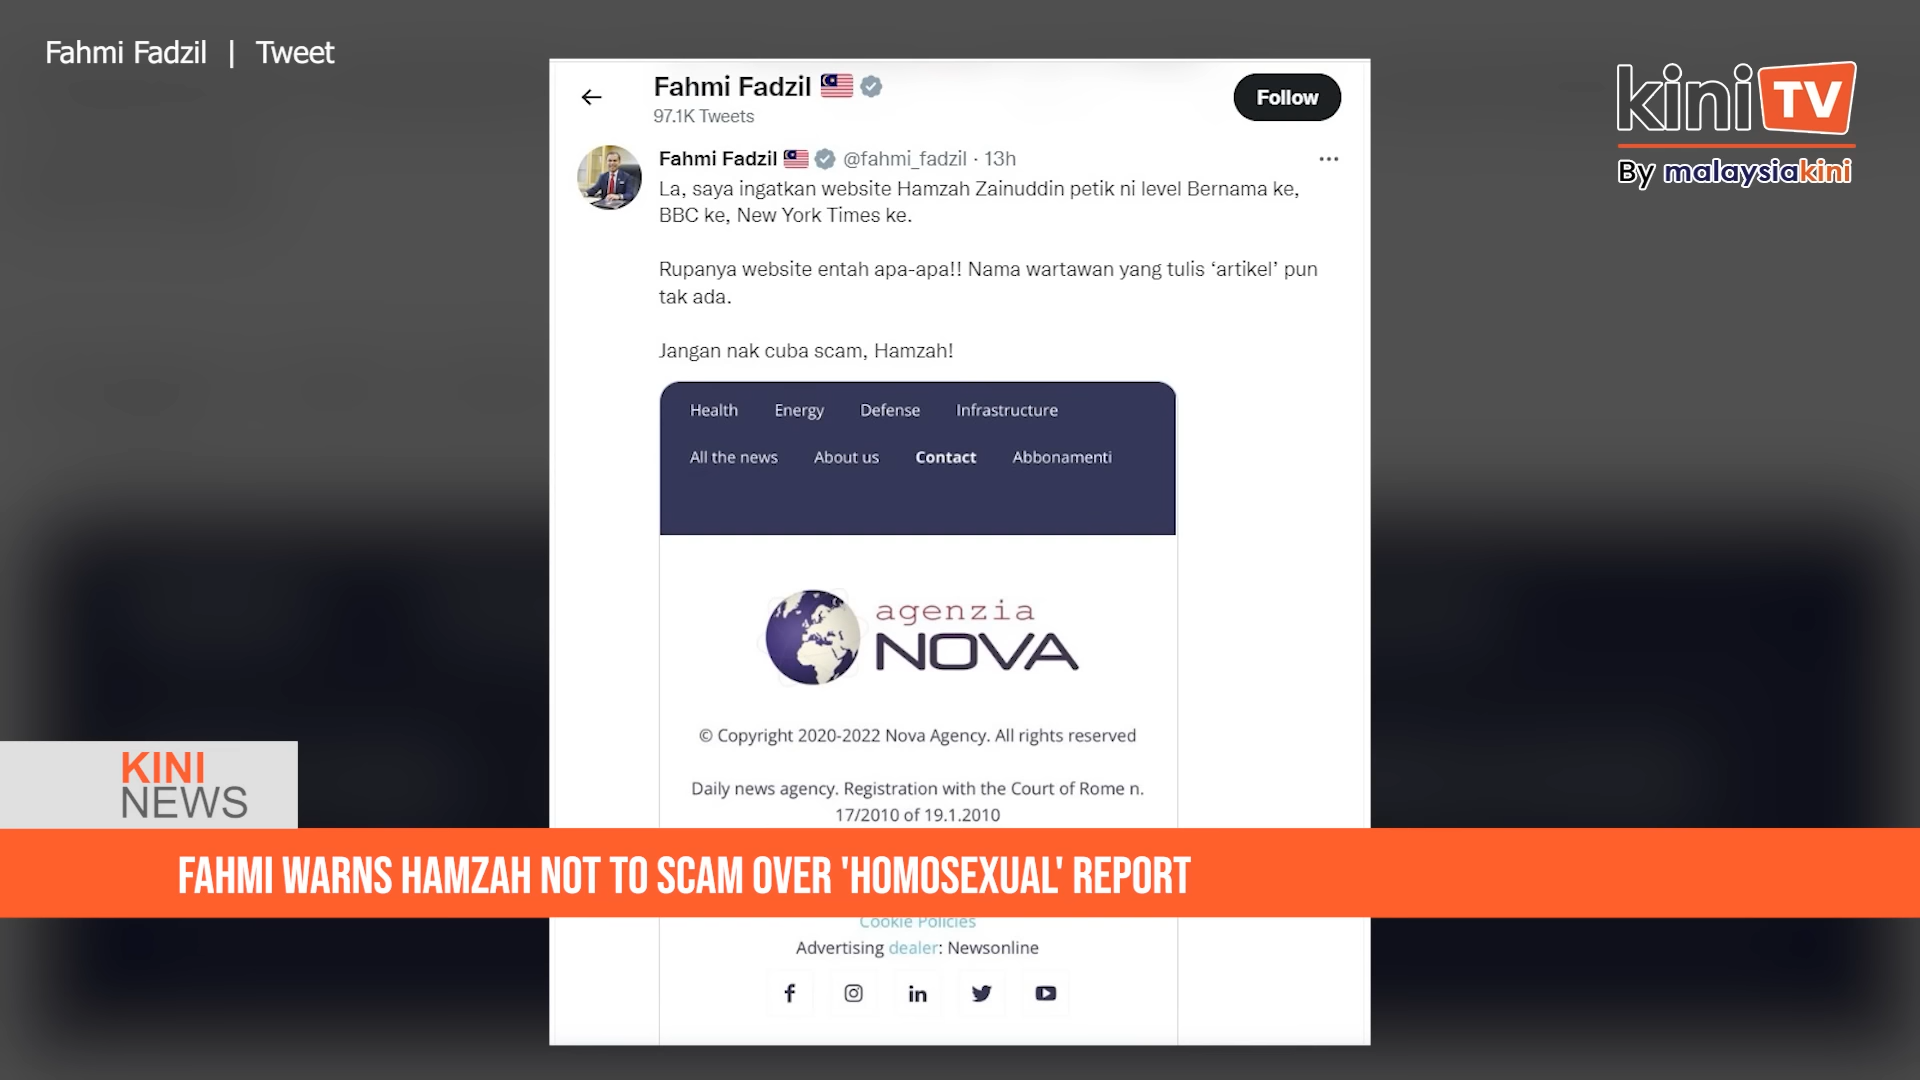 Fahmi Fadzil | Tweet
kini TV
By malaysiakini
Fahmi Fadzil
97.1K Tweets
Follow
Fahmi Fadzil @fahmi_fadzil · 13h
La, saya ingatkan website Hamzah Zainuddin petik ni level Bernama ke,
BBC ke, New York Times ke.
Rupanya website entah apa-apa!! Nama wartawan yang tulis ‘artikel’ pun
tak ada.
Jangan nak cuba scam, Hamzah!
Health Energy Defense Infrastructure
All the news About us Contact Abbonamenti
agenzia
NOVA
© Copyright 2020-2022 Nova Agency. All rights reserved
Daily news agency. Registration with the Court of Rome n.
17/2010 of 19.1.2010
KINI
NEWS
FAHMI WARNS HAMZAH NOT TO SCAM OVER 'HOMOSEXUAL' REPORT
Cookie Policies
Advertising dealer: Newsonline